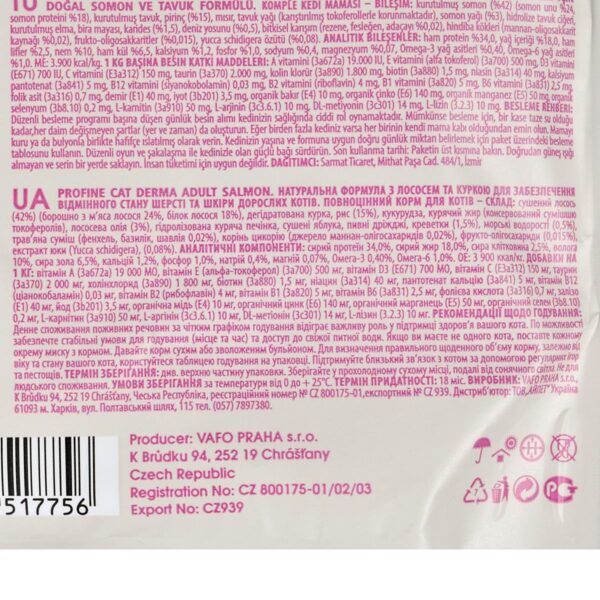 DOĞAL SOMON VE TAVUK FORMÜLÜ. KOMPLE KEDİ MAMASI – BİLEŞİM: kurutulmuş somon (%42) (somon unu %24,
somon proteini %18), kurutulmuş tavuk, pirinç (%15), mısır, tavuk yağı (karıştırılmış tokoferollerle korunmuştur), somon yağı (%3), hidrolize tavuk ciğeri,
kurutulmuş elma, bira mayası, karides (%1.5), deniz yosunu (%0,5), bitkisel karışım (rezene, fesleğen, adaçayı %0,02), hindiba kökleri (mannan-oligosakkarit
kaynağı %0,02), frukto-oligosakkaritler (%0,015), yucca schidigera özütü (%0,08). ANALİTİK BİLEŞENLER: ham protein %34.0, yağ içeriği %18.0, ham
lifler %2.5, nem %10, ham kül %6.5, kalsiyum %1.2, fosfor %1.0, sodyum %0.4, magnezyum %0.07, Omega-3 yağ asitleri %0.40, Omega-6 yağ asitleri
%1.0. ME: 3.900 kcal/kg. 1 KG BAŞINA BESİN KATKI MADDELERİ: A vitamini (3a672a) 19.000 IU, E vitamini (3a700) 500 mg, D3 vitamini
(E671) 700 IU, C vitamini (E3a312) 150 mg, taurin (3a370) 2.000 mg, kolin klorür (3a890) 1.800 mg, biotin (3a880) 1,5 mg, niasin (3a314) 40 mg, kalsiyum
pantotenat (3a841) 5 mg, B12 vitamini (siyanokobalamin) 0.03 mg, B2 vitamini (riboflavin) 4 mg, B1 vitamini (3a820) 5 mg, B6 vitamini (3a831) 2.5 mg,
folik asit (3a316) 0,7 mg, demir (E1) 40 mg, iyot (3b201) 3,5 mg, organik bakır (E4) 10 mg, organik çinko (E6) 140 mg, organik manganez (E5) 50 mg, organik
selenyum (3b8.10) 0,2 mg, L-karnitin (3a910) 50 mg, L-arjinin (3c3.6.1) 10 mg, DL-metiyonin (3c301) 14 mg, L-lizin (3.2.3) 10 mg. BESLEME REHBERİ:
Düzenli besleme programı başına düşen günlük besin alımı kedinizin sağlığında ciddi rol oynamaktadır. Mümkünse besleme için, bir kase taze su oldukça
kadar,her daim değişmeyen şartlar (yer ve zaman) da oluşturun. Eğer birden fazla kediniz varsa her birinin kendi mama kabı olduğundan emin olun. Mamayı
kuru ya da bulyonla birlikte hafifçe ıslatılmış olarak verin. Kedinizin yaşına ve formuna uygun doğru günlük miktarı belirlemek için paket üzerindeki besleme
tablosunu kullanın. Düzenli oyun ve şakalaşma ile kedinizle olan güçlü bağı sürdürün. Son kullanma tarihi: Paketin üst kısmına bakın. Doğrudan güneş ışığı
almayan ve serin bir yerde saklayın. İnsan tüketimi için uygun değildir. DAĞITIMCI: Sarmat Ticaret, Mithat Paşa Cad. 484/1, İzmir
UA PROFINE CAT DERMA ADULT SALMON. НАТУРАЛЬНА ФОРМУЛА З ЛОСОСЕМ ТА КУРКОЮ ДЛЯ ЗАБЕЗПЕЧЕННЯ
ВІДМІННОГО СТАНУ ШЕРСТІ ТА ШКІРИ ДОРОСЛИХ КОТІВ. ПОВНОЦІННИЙ КОРМ ДЛЯ КОТІВ – СКЛАД: сушений лосось
(42%) (борошно з м'яса лосося 24%, білок лосося 18%), дегідратована курка, рис (15%), кукурудза, курячий жир (консервований сумішшю
токоферолів), лососева олія (3%), гідролізована куряча печінка, сушені яблука, пивні дріжджі, креветки (1,5%), морські водорості (0,5%),
трав'яна суміш (фенхель, базилік, шавлія 0,02%), корінь цикорію (джерело маннан-олігосахаридів 0,02%), фрукто-олігосахариди (0,015%),
екстракт юки (Yucca schidigera), (0,08%). АНАЛІТИЧНІ КОМПОНЕНТИ: сирий протеїн 34,0%, сирий жир 18,0%, сира клітковина 2,5%, волога
10%, сира зола 6,5%, кальцій 1,2%, фосфор 1,0%, натрій 0,4%, магній 0,07%, Омега-3 0,40%, Омега-6 1,0%. OE: 3 900 ккал/кг. ДОБАВКИ НА
1 КГ: вітамін А (3а672a) 19 000 МО, вітамін Е (альфа-токоферол) (3a700) 500 мг, вітамін D3 (E671) 700 МО, вітамін С (E3a312) 150 мг, таурин
(3a370) 2 000 мг, холінхлорид (3a890) 1 800 мг, біотин (3a880) 1,5 мг, ніацин (3a314) 40 мг, пантотенат кальцію (3a841) 5 мг, вітамін В12
(ціанокобаламін) 0,03 мг, вітамін В2 (рибофлавін) 4 мг, вітамін В1 (3a820) 5 мг, вітамін В6 (3a831) 2,5 мг, фолієва кислота (3a316) 0,7 мг, залізо
(E1) 40 мг, йод (3b201) 3,5 мг, органічна мідь (E4) 10 мг, органічний цинк (E6) 140 мг, органічний марганець (E5) 50 мг, органічний селен (3b8.10)
0,2 мг, L-карнітин (3a910) 50 мг, L-аргінін (3c3.6.1) 10 мг, DL-метіонін (3c301) 14 мг, L-лізин (3.2.3) 10 мг. РЕКОМЕНДАЦІЇ ЩОДО ГОДУВАННЯ:
Денне споживання поживних речовин за чітким графіком годування відіграє важливу роль у підтримці здоров'я вашого кота. По можливості
забезпечте стабільні умови для годування (місце та час) та доступ до свіжої питної води. Якщо ви маєте не одного кота, поставте кожному
окрему миску з кормом. Давайте корм сухим або зволоженим бульйоном. Для визначення правильного щоденного об'єму корму, зважаючи на
вік та стану вашого кота, користуйтеся таблицею годування на упаковці. Підтримуйте близький зв'язок з котом за допомогою регулярних ігор
та пестощів. ТЕРМІН ЗБЕРІГАННЯ: див. верхню частину упаковки. Зберігайте у прохолодному сухому місці, подалі від сонячного світла. Не для
людського споживання. УМОВИ ЗБЕРІГАННЯ за температури від 0 до + 25°C. ТЕРМІН ПРИДАТНОСТІ: 18 міс. ВИРОБНИК: VAFO PRAHA s.r.o.,
K Brůdku 94, 252 19 Chrášťany, Чеська Республіка, реєстраційний номер № CZ 800175-01,експортний № CZ 939. Дистриб'ютор: ТОВ „АЙПЕТ" Україна
61093 м. Харків, вул. Полтавський шлях, 115 тел. (057) 7897380.
517756
Producer: VAFO PRAHA s.r.o.
K Brůdku 94, 252 19 Chrášťany
Czech Republic
Registration No: CZ 800175-01/02/03
Export No: CZ939